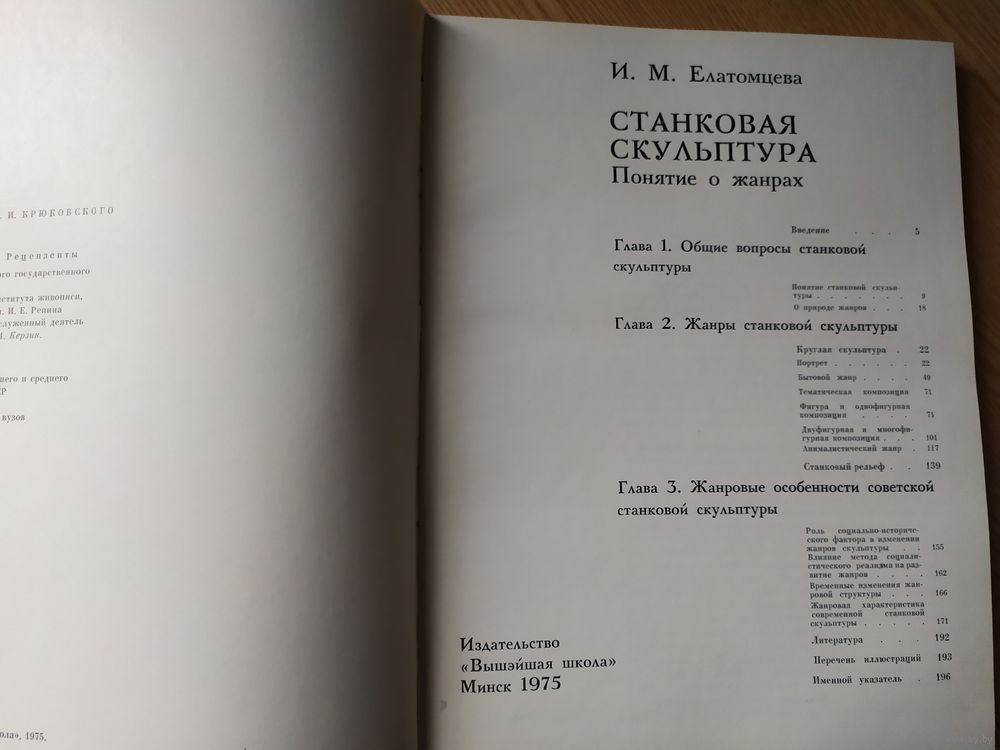 И. КРЮКОВСКОГО
Рецензенты
государственного
живописи,
И. Е. Репина
деятель
Керзин.
и среднего
вузов
1975.
И. М. Елатомцева
СТАНКОВАЯ
СКУЛЬПТУРА
Понятие о жанрах
Введение . . . 5
Глава 1. Общие вопросы станковой
скульптуры
Понятие станковой скульп-
туры . . . . . . . 9
О природе жанров . . . 18
Глава 2. Жанры станковой скульптуры
Круглая скульптура . 22
Портрет . . . . . . 22
Бытовой жанр . . . . 49
Тематическая композиция 71
Фигура и однофигурная
композиция . . . . 71
Двуфигурная и многофи-
гурная композиция . . . 101
Анималистический жанр . 117
Станковый рельеф . . 139
Глава 3. Жанровые особенности советской
станковой скульптуры
Роль социально-историче-
ского фактора в изменении
жанров скульптуры . . 155
Влияние метода социали-
стического реализма на раз-
витие жанров . . . . 162
Временные изменения жан-
ровой структуры . . . 166
Жанровая характеристика
современной станковой
скульптуры . . . . . 171
Литература . . . 192
Перечень иллюстраций 193
Именной указатель . 196
Издательство
«Вышэйшая школа»
Минск 1975